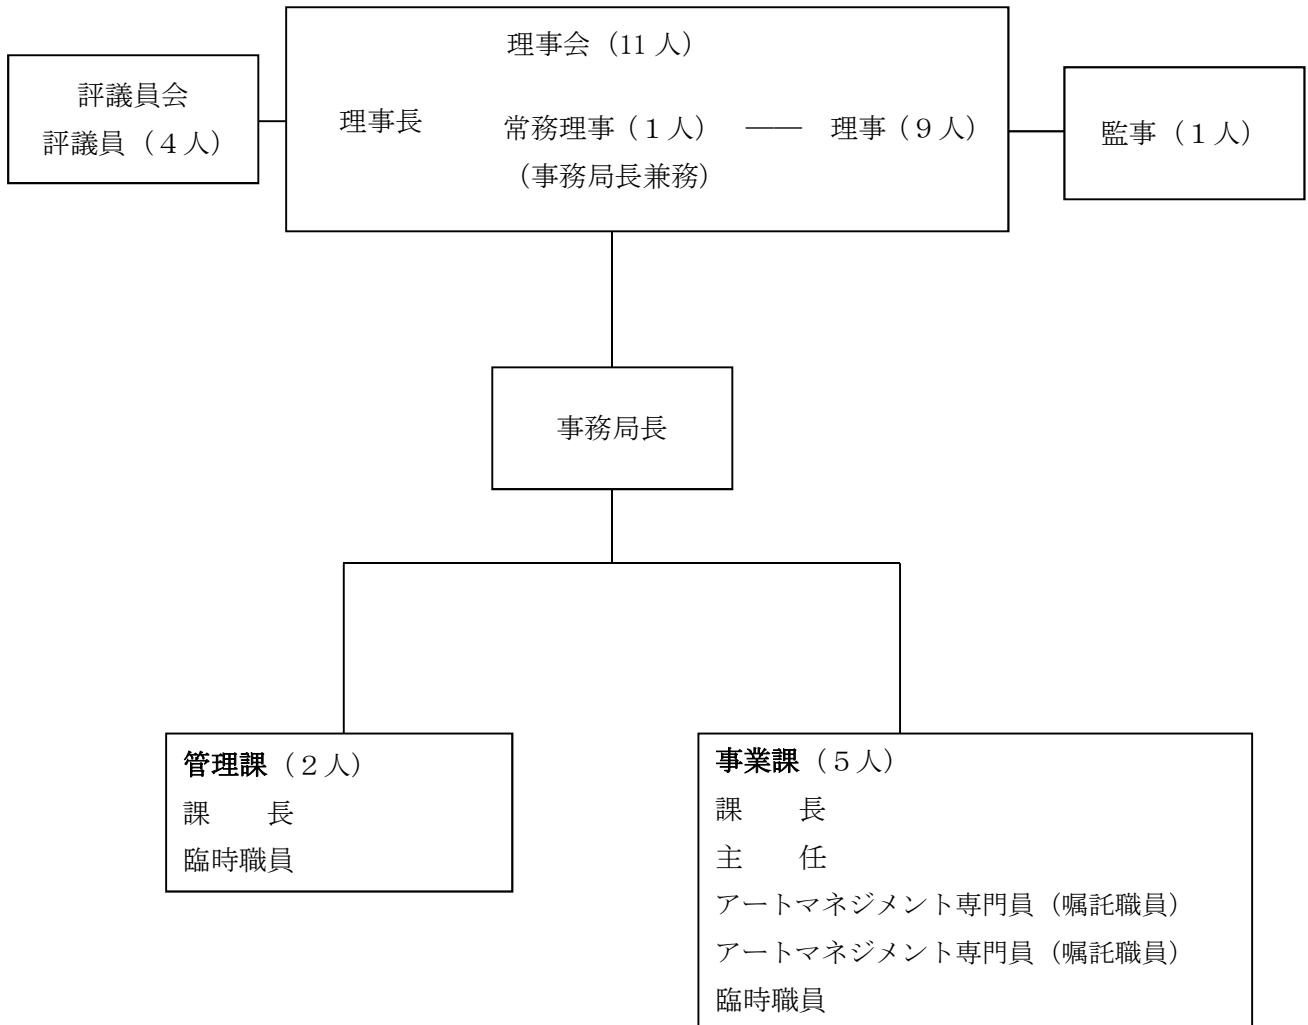 理事会（11 人）
評議員会
評議員（４人）
理事長　常務理事（１人）　――　理事（９人）
（事務局長兼務）
監事（１人）
事務局長
管理課（２人）
課　　長
臨時職員
事業課（５人）
課　　長
主　　任
アートマネジメント専門員（嘱託職員）
アートマネジメント専門員（嘱託職員）
臨時職員